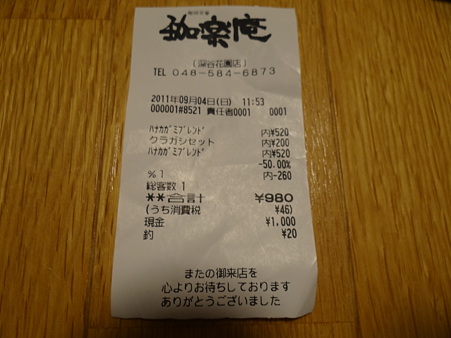 珈楽庵
(深谷花園店)
TEL 048-584-6873
2011年09月04日(日) 11:53
000001#8521 責任者0001 0001
ﾊﾅｶｶﾞﾐﾌﾞﾚﾝﾄﾞ 内¥520
クラガシセット 内¥200
ﾊﾅｶｶﾞﾐﾌﾞﾚﾝﾄﾞ 内¥520
-50.00%
%1 内-260
総客数 1
**合計 ¥980
(うち消費税 ¥46)
現金 ¥1,000
釣 ¥20
またの御来店を
心よりお待ちしております
ありがとうございました